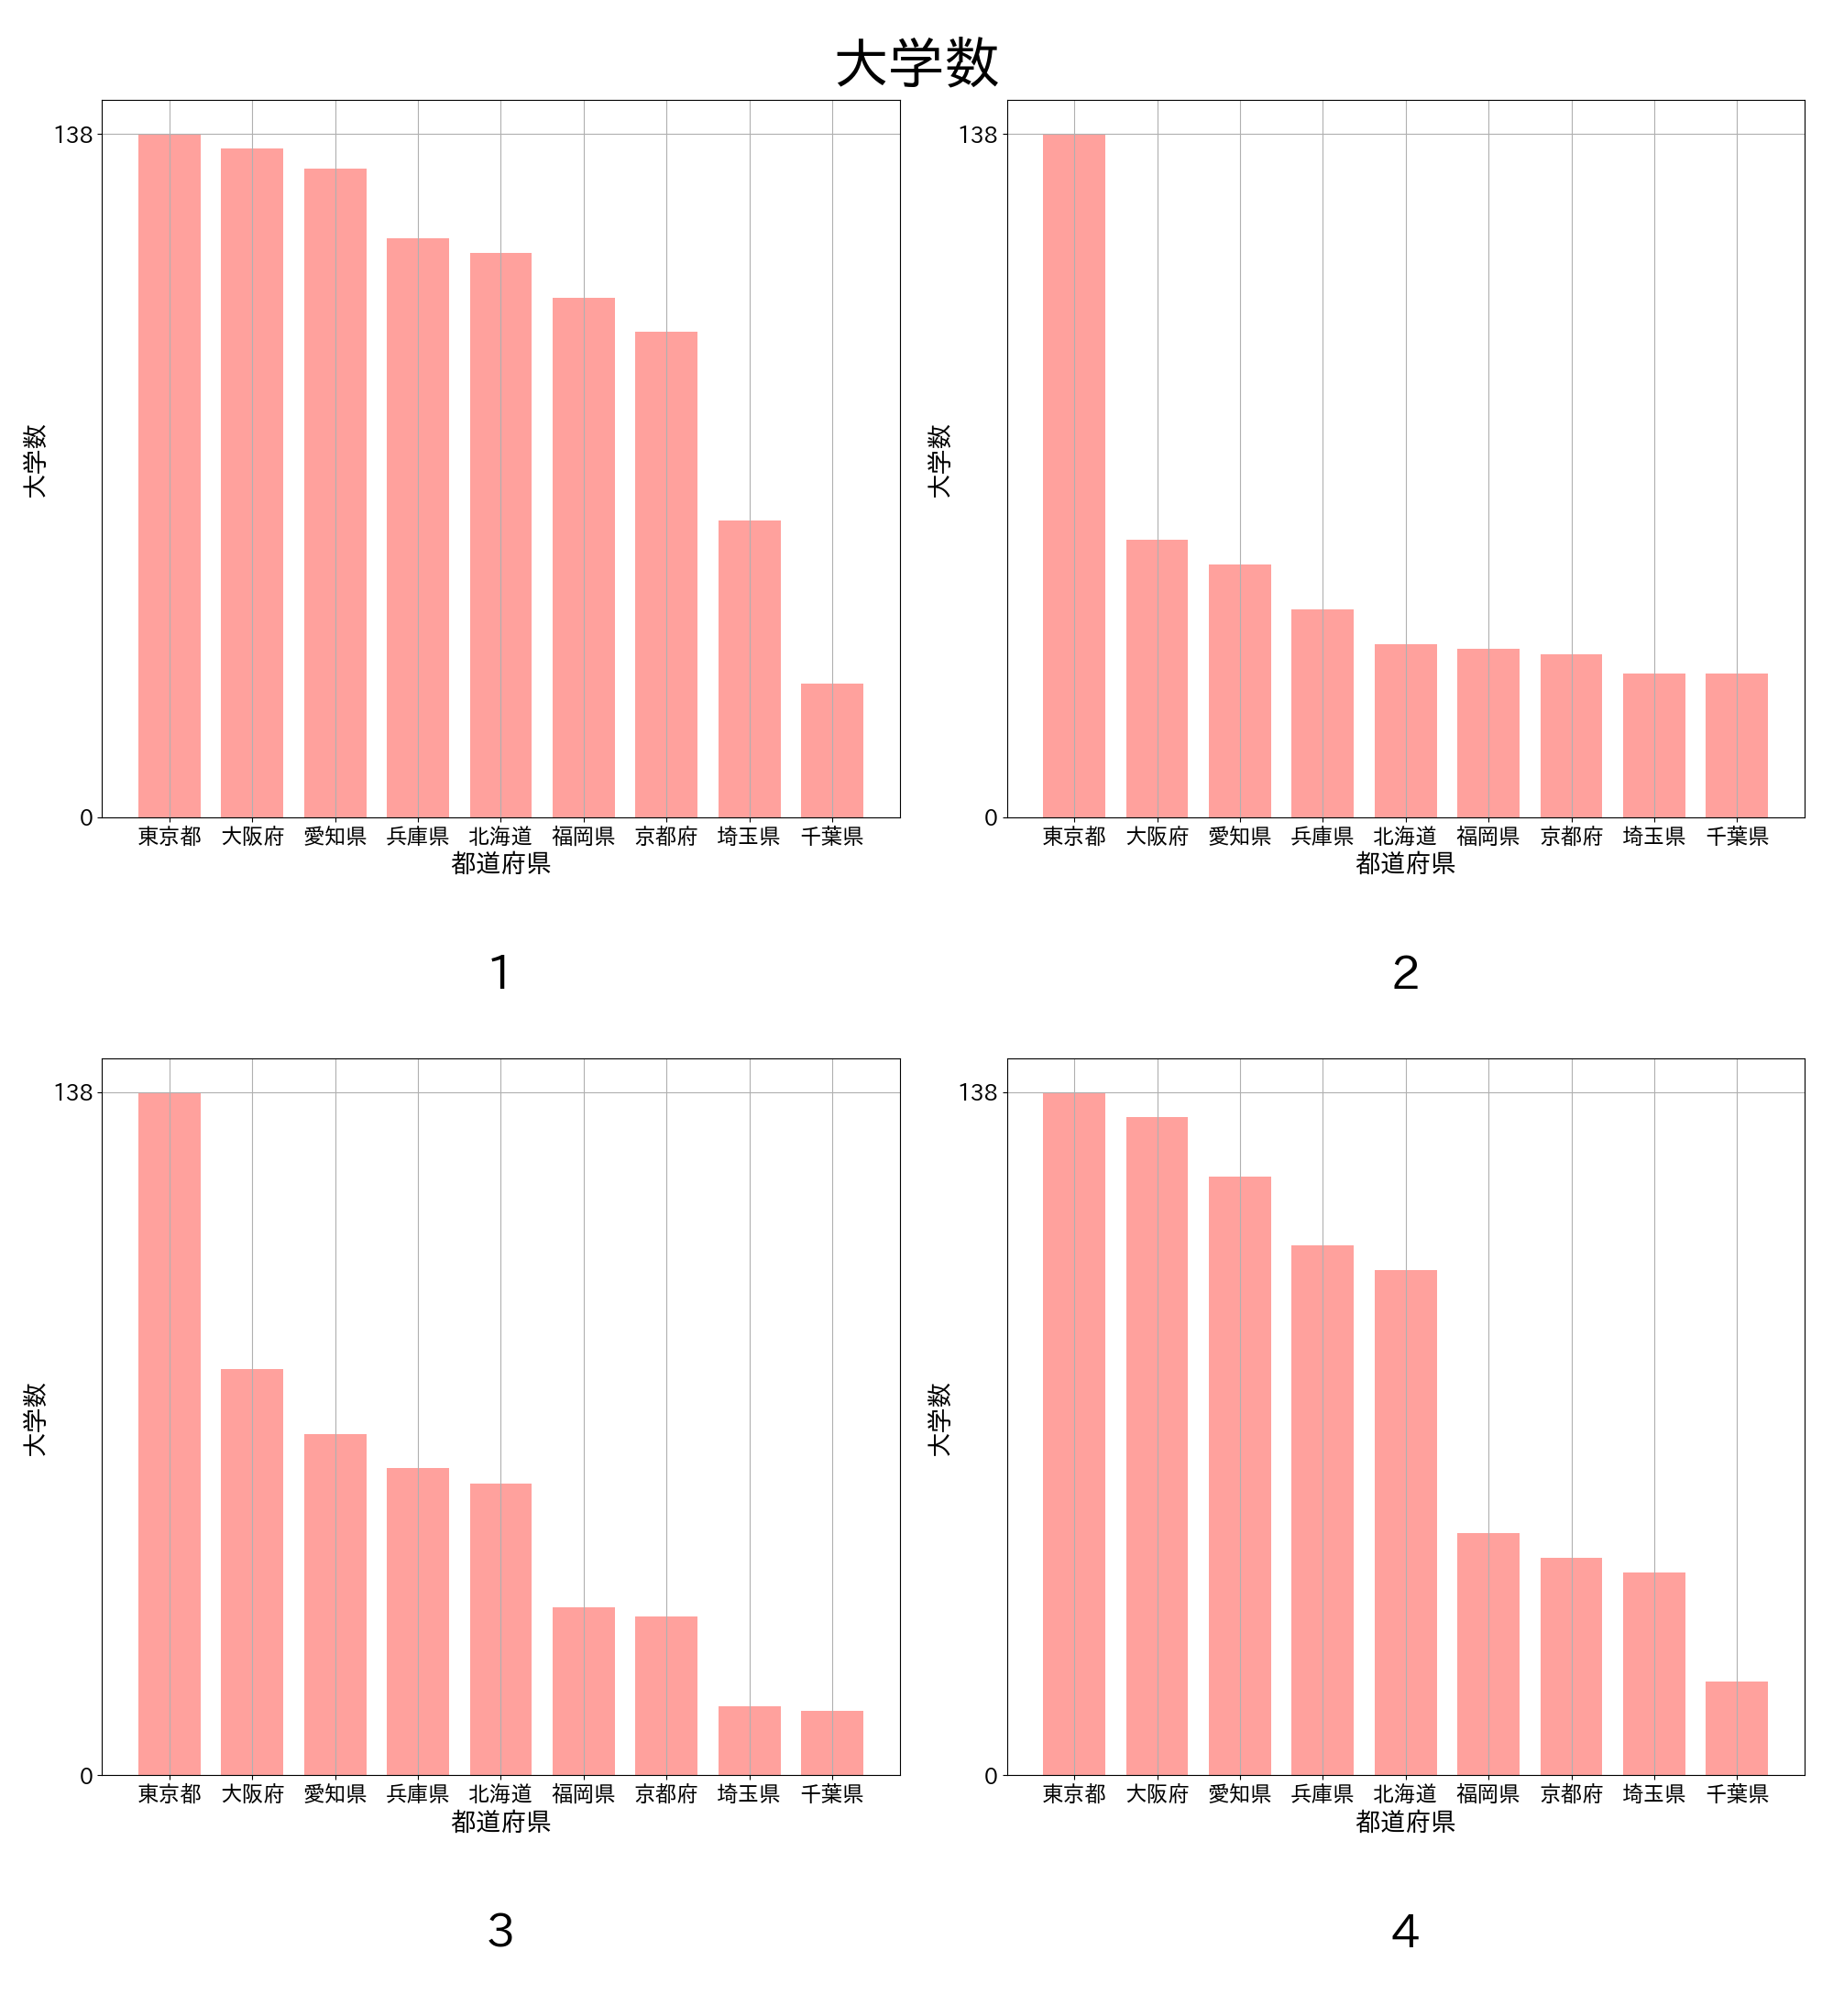 大学数
138
0
大学数
東京都 大阪府 愛知県 兵庫県 北海道 福岡県 京都府 埼玉県 千葉県
都道府県
1
138
0
大学数
東京都 大阪府 愛知県 兵庫県 北海道 福岡県 京都府 埼玉県 千葉県
都道府県
2
138
0
大学数
東京都 大阪府 愛知県 兵庫県 北海道 福岡県 京都府 埼玉県 千葉県
都道府県
3
138
0
大学数
東京都 大阪府 愛知県 兵庫県 北海道 福岡県 京都府 埼玉県 千葉県
都道府県
4